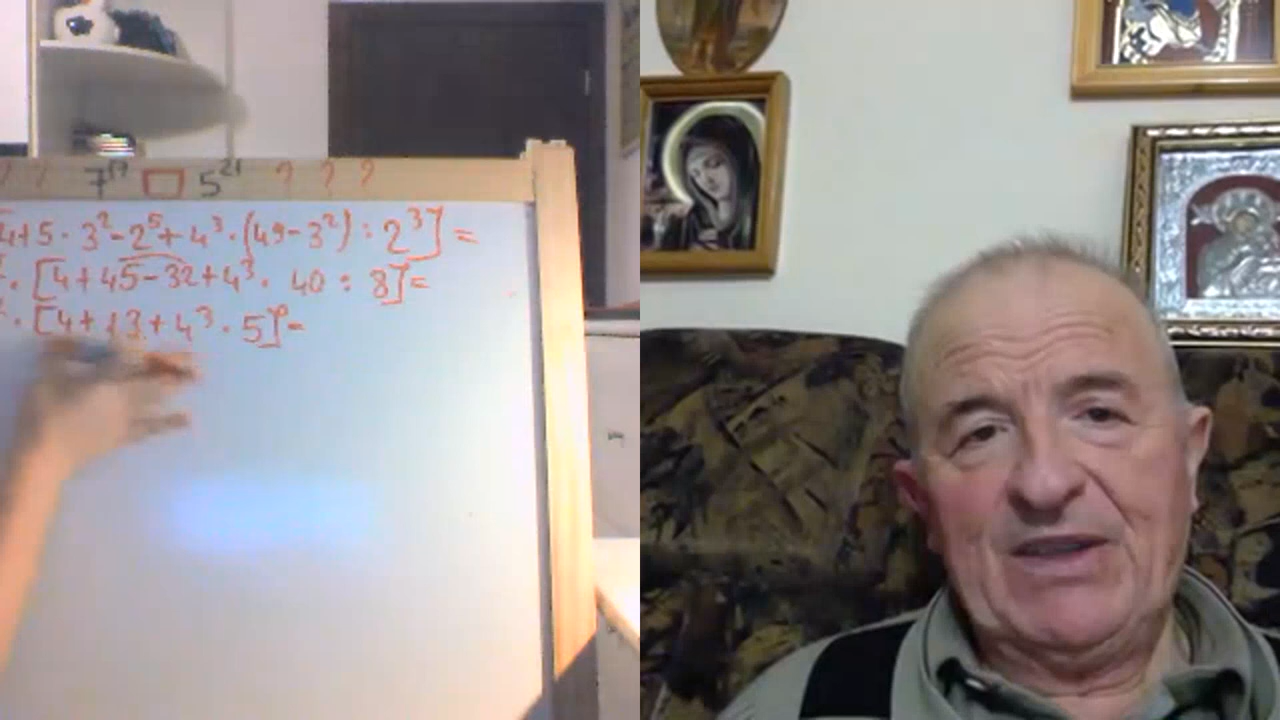 ? ? 7¹⁷ □ 5²¹ ? ? ?
4+5·3²-2⁵+4³·(49-3²):2³]=
·[4+45-32+4³·40:8]=
·[4+13+4³·5]=